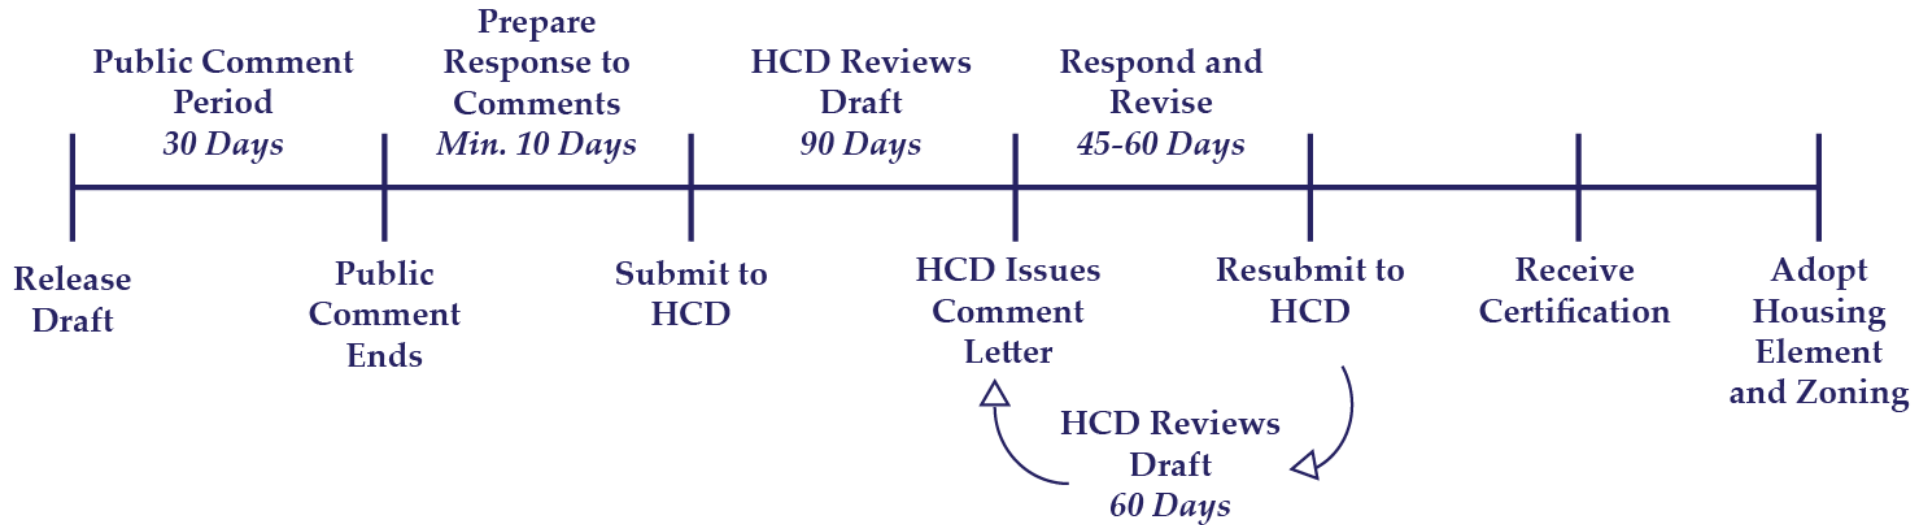 Public Comment
Period
30 Days
Prepare
Response to
Comments
Min. 10 Days
HCD Reviews
Draft
90 Days
Respond and
Revise
45-60 Days
Release
Draft
Public
Comment
Ends
Submit to
HCD
HCD Issues
Comment
Letter
Resubmit to
HCD
Receive
Certification
Adopt
Housing
Element
and Zoning
HCD Reviews
Draft
60 Days